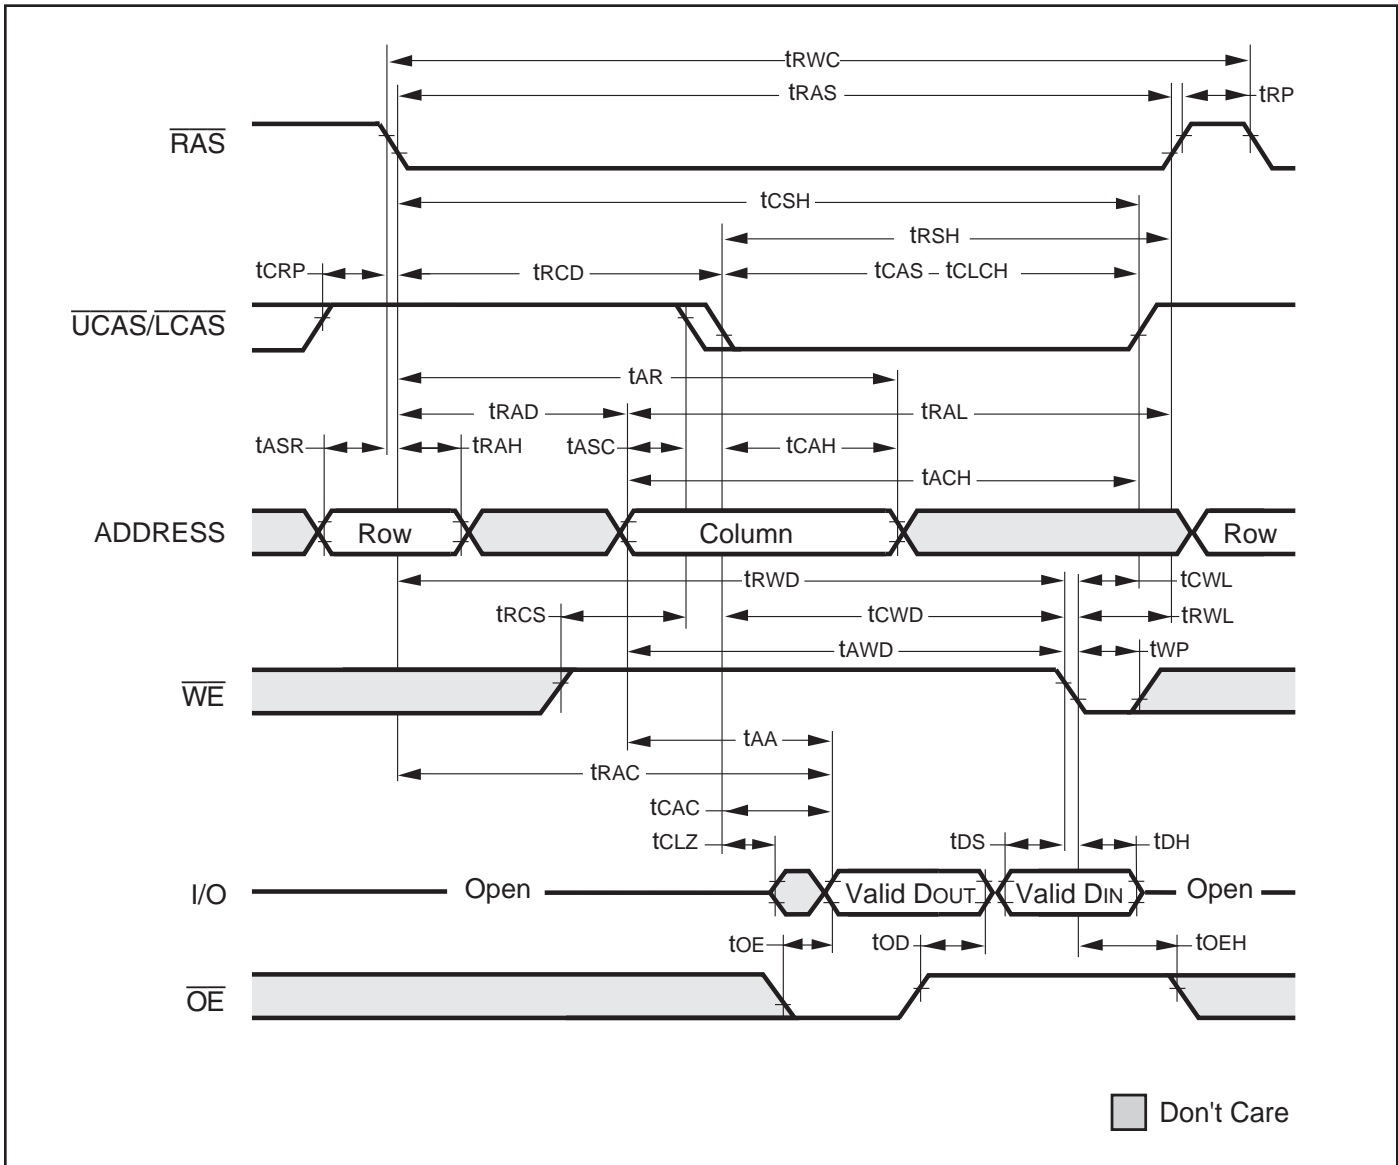 tRWC
tRAS
tRP
RAS
tCSH
tRSH
tCRP
tRCD
tCAS – tCLCH
UCAS/LCAS
tAR
tRAD
tRAL
tASR
tRAH
tASC
tCAH
tACH
ADDRESS
Row
Column
Row
tRWD
tCWL
tRCS
tCWD
tRWL
tAWD
tWP
WE
tAA
tRAC
tCAC
tCLZ
tDS
tDH
I/O
Open
Valid DOUT
Valid DIN
Open
tOE
tOD
tOEH
OE
Don't Care